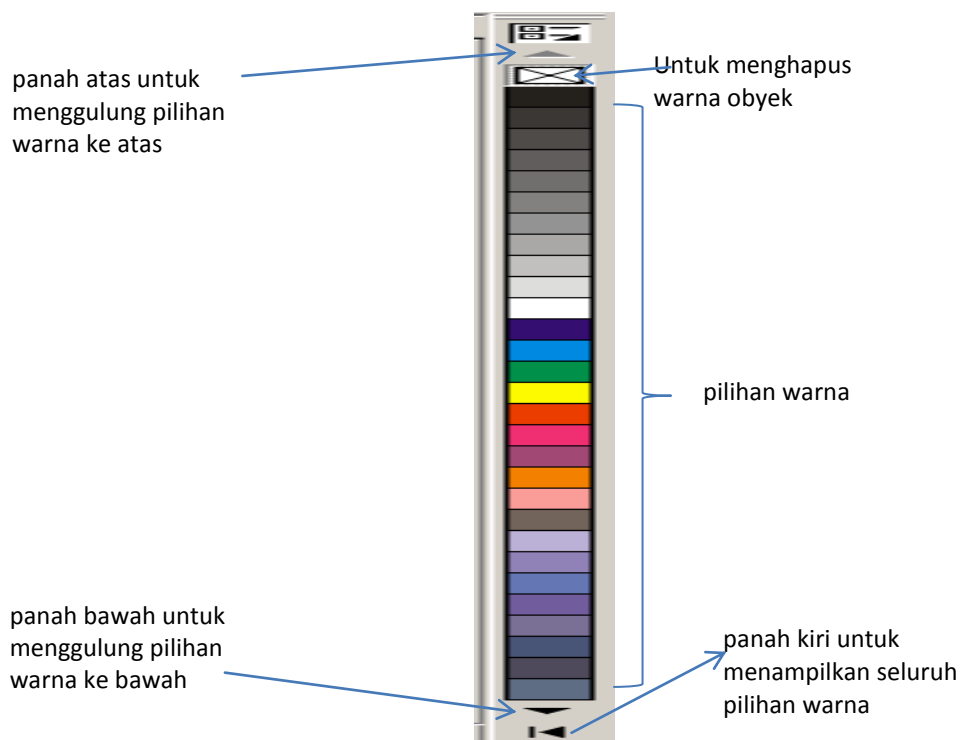 panah atas untuk
menggulung pilihan
warna ke atas
Untuk menghapus
warna obyek
pilihan warna
panah bawah untuk
menggulung pilihan
warna ke bawah
panah kiri untuk
menampilkan seluruh
pilihan warna